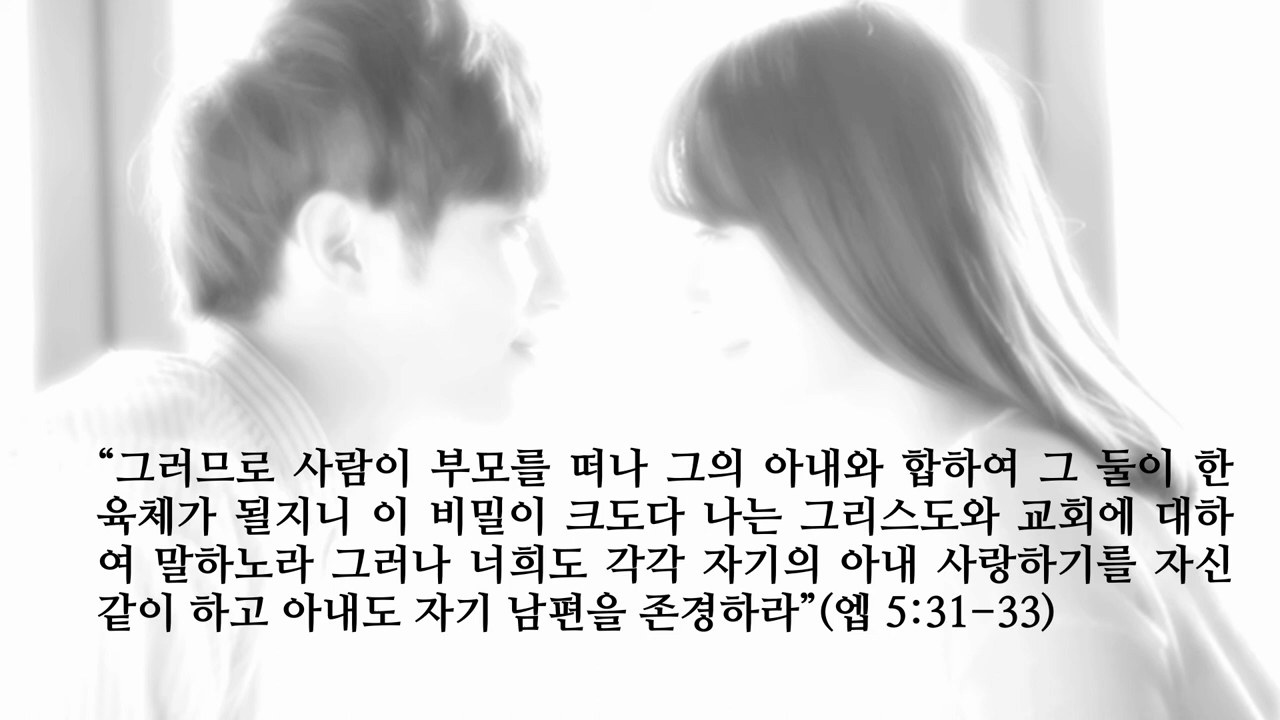 “그러므로 사람이 부모를 떠나 그의 아내와 합하여 그 둘이 한
육체가 될지니 이 비밀이 크도다 나는 그리스도와 교회에 대하
여 말하노라 그러나 너희도 각각 자기의 아내 사랑하기를 자신
같이 하고 아내도 자기 남편을 존경하라”(엡 5:31-33)